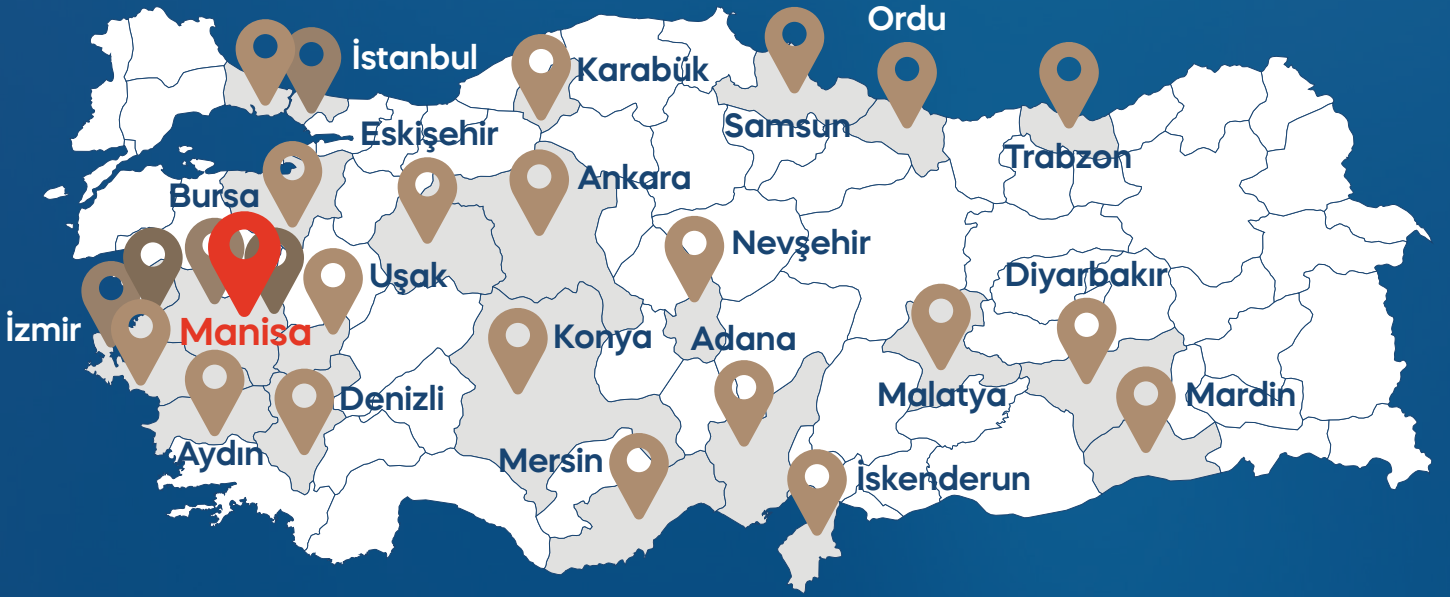 Ordu
İstanbul
Karabük
Samsun
Eskişehir
Trabzon
Ankara
Bursa
Nevşehir
Uşak
Diyarbakır
İzmir
Manisa
Konya
Adana
Denizli
Malatya
Mardin
Aydın
Mersin
İskenderun